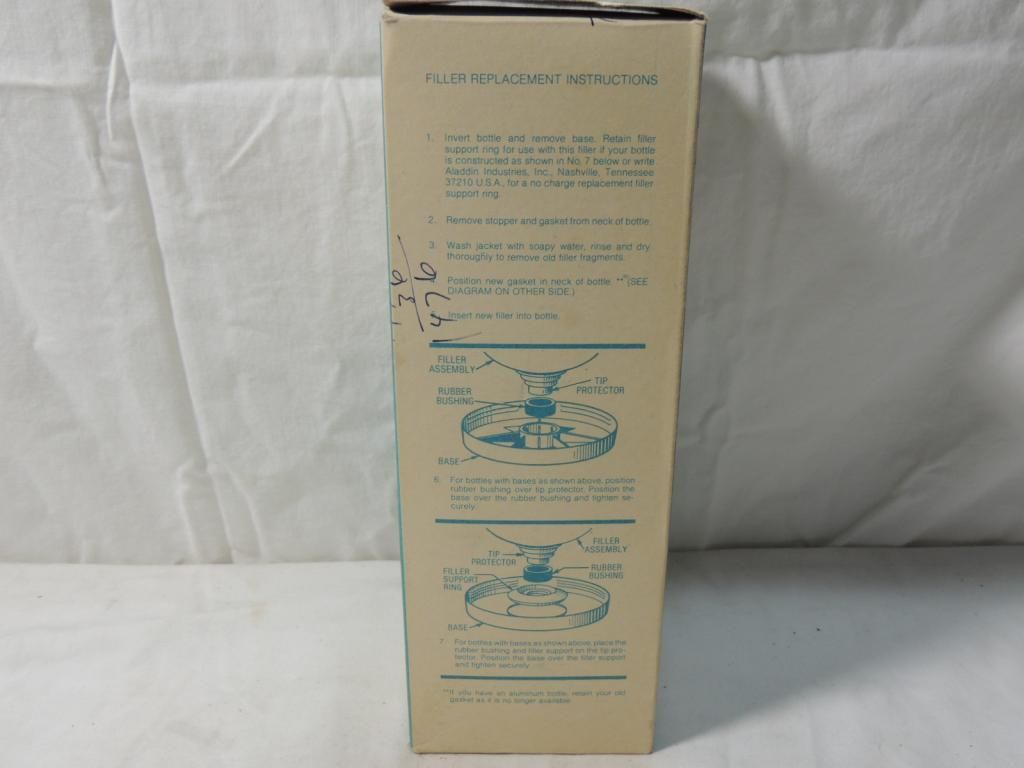 FILLER REPLACEMENT INSTRUCTIONS
1. Invert bottle and remove base. Retain filler
support ring for use with this filler if your bottle
is constructed as shown in No. 7 below or write
Aladdin Industries, Inc., Nashville, Tennessee
37210 U.S.A., for a no charge replacement filler
support ring.
2. Remove stopper and gasket from neck of bottle.
3. Wash jacket with soapy water, rinse and dry
thoroughly to remove old filler fragments.
Position new gasket in neck of bottle. **(SEE
DIAGRAM ON OTHER SIDE.)
Insert new filler into bottle.
1476
FILLER
ASSEMBLY
TIP
PROTECTOR
RUBBER
BUSHING
BASE
6. For bottles with bases as shown above, position
rubber bushing over tip protector. Position the
base over the rubber bushing and tighten se-
curely.
FILLER
ASSEMBLY
TIP
PROTECTOR
FILLER
SUPPORT
RING
RUBBER
BUSHING
BASE
7. For bottles with bases as shown above, place the
rubber bushing and filler support on the tip pro-
tector. Position the base over the filler support
and tighten securely.
**If you have an aluminum bottle, retain your old
gasket as it is no longer available.